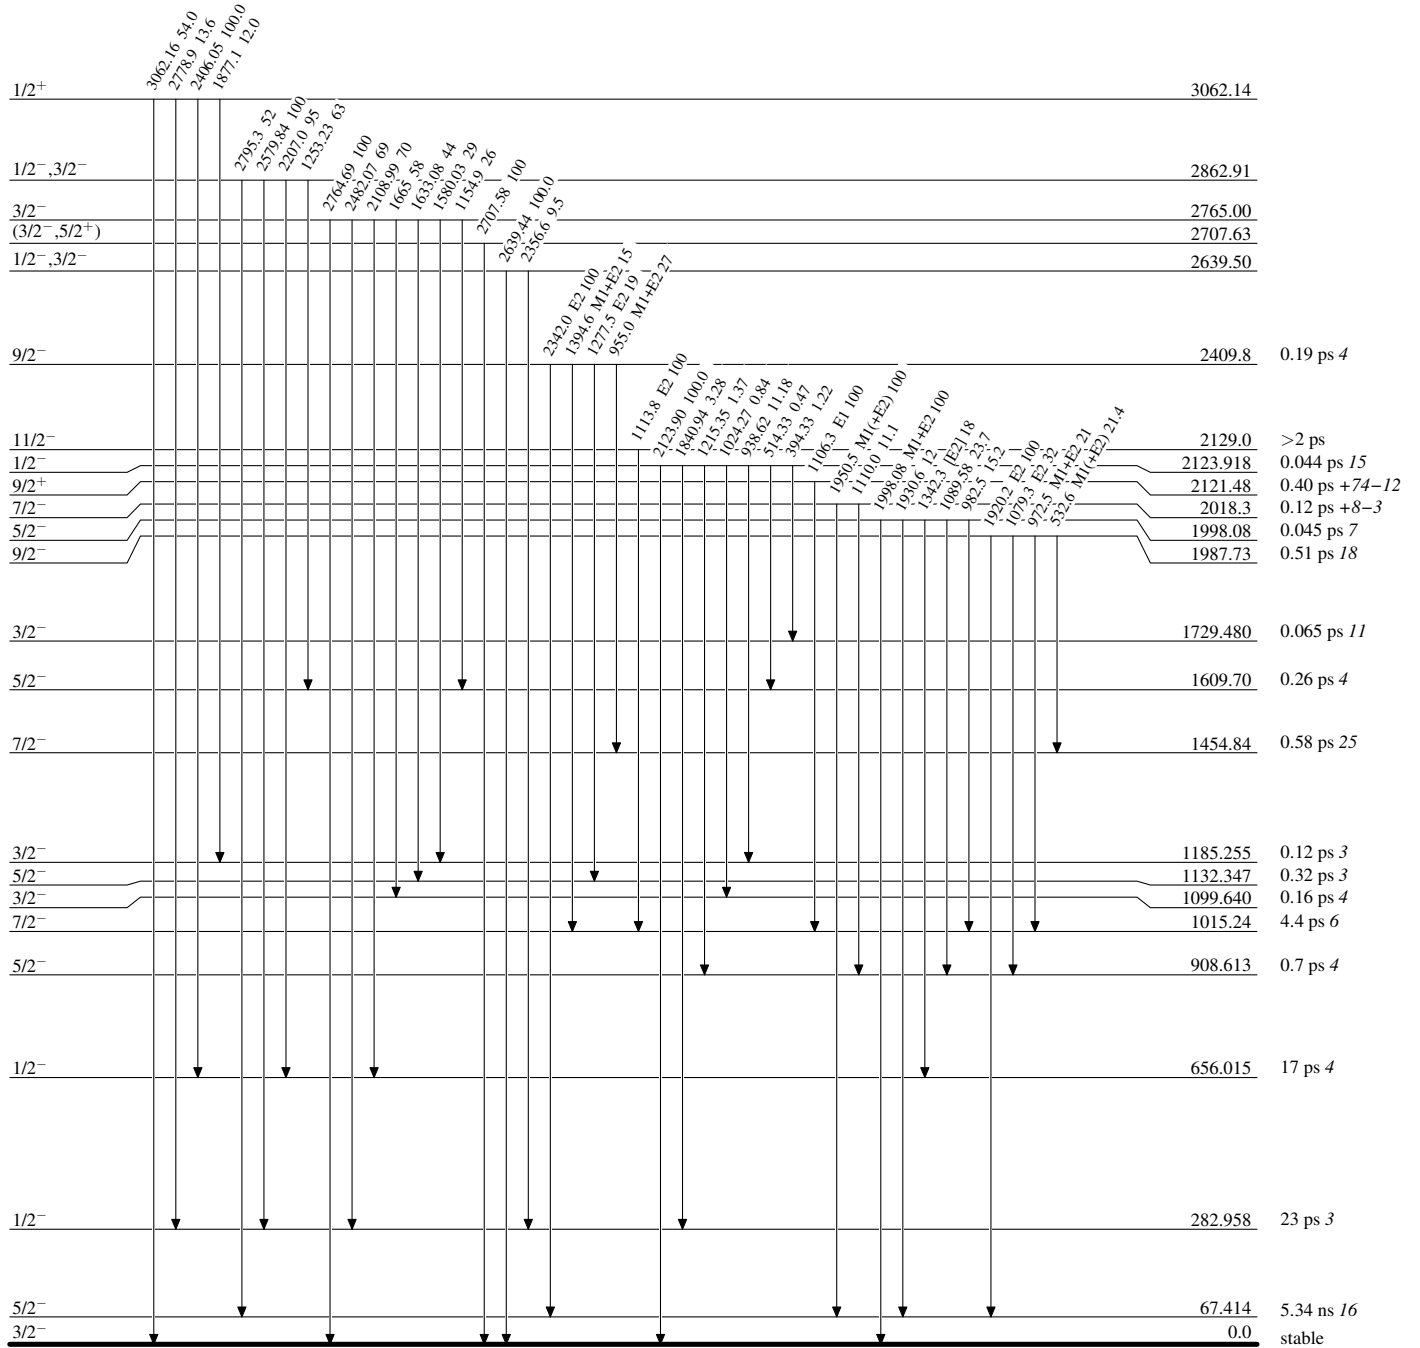 3062.16 54.0
2778.9 13.6
2406.05 100.0
1877.1 12.0
1/2⁺ 3062.14
2795.3 52
2579.84 100
2207.0 95
1253.23 63
1/2⁻,3/2⁻ 2862.91
2764.69 100
2482.07 69
2108.99 70
1665 58
1633.08 44
1580.03 29
1154.9 26
3/2⁻ 2765.00
2707.58 100
(3/2⁻,5/2⁺) 2707.63
2639.44 100.0
2356.6 9.5
1/2⁻,3/2⁻ 2639.50
2342.0 E2 100
1394.6 M1+E2 15
1277.5 E2 19
955.0 M1+E2 27
9/2⁻ 2409.8 0.19 ps 4
1113.8 E2 100
11/2⁻ 2129.0 >2 ps
2123.90 100.0
1840.94 3.28
1215.35 1.37
1024.27 0.84
938.62 11.18
514.33 0.47
394.33 1.22
1/2⁻ 2123.918 0.044 ps 15
1106.3 E1 100
9/2⁺ 2121.48 0.40 ps +74−12
1950.5 M1(+E2) 100
1110.0 11.1
7/2⁻ 2018.3 0.12 ps +8−3
1998.08 M1+E2 100
1930.6 12
1342.3 [E2] 18
1089.58 23.7
982.5 15.2
5/2⁻ 1998.08 0.045 ps 7
1920.2 E2 100
1079.3 E2 32
972.5 M1+E2 21
532.6 M1(+E2) 21.4
9/2⁻ 1987.73 0.51 ps 18
3/2⁻ 1729.480 0.065 ps 11
5/2⁻ 1609.70 0.26 ps 4
7/2⁻ 1454.84 0.58 ps 25
3/2⁻ 1185.255 0.12 ps 3
5/2⁻ 1132.347 0.32 ps 3
3/2⁻ 1099.640 0.16 ps 4
7/2⁻ 1015.24 4.4 ps 6
5/2⁻ 908.613 0.7 ps 4
1/2⁻ 656.015 17 ps 4
1/2⁻ 282.958 23 ps 3
5/2⁻ 67.414 5.34 ns 16
3/2⁻ 0.0 stable